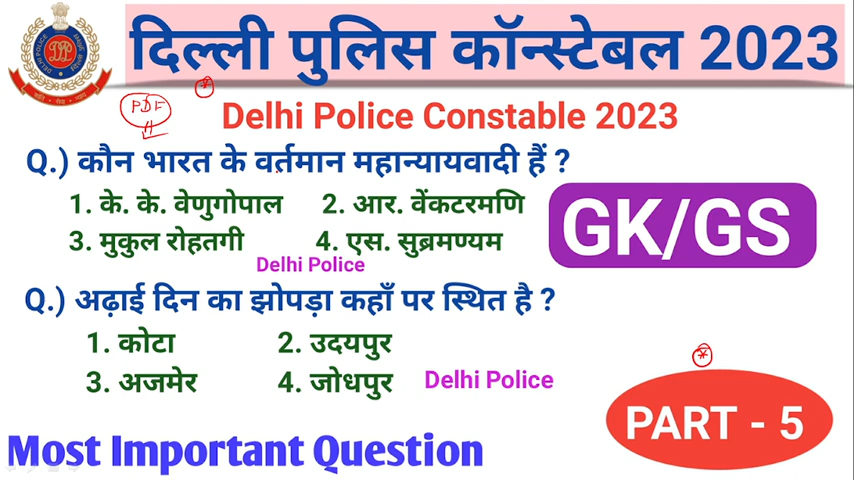 दिल्ली पुलिस कॉन्स्टेबल 2023
PDF
Delhi Police Constable 2023
Q.) कौन भारत के वर्तमान महान्यायवादी हैं ?
1. के. के. वेणुगोपाल 2. आर. वेंकटरमणि
3. मुकुल रोहतगी 4. एस. सुब्रमण्यम
GK/GS
Delhi Police
Q.) अढ़ाई दिन का झोपड़ा कहाँ पर स्थित है ?
1. कोटा 2. उदयपुर
3. अजमेर 4. जोधपुर
Delhi Police
PART - 5
Most Important Question